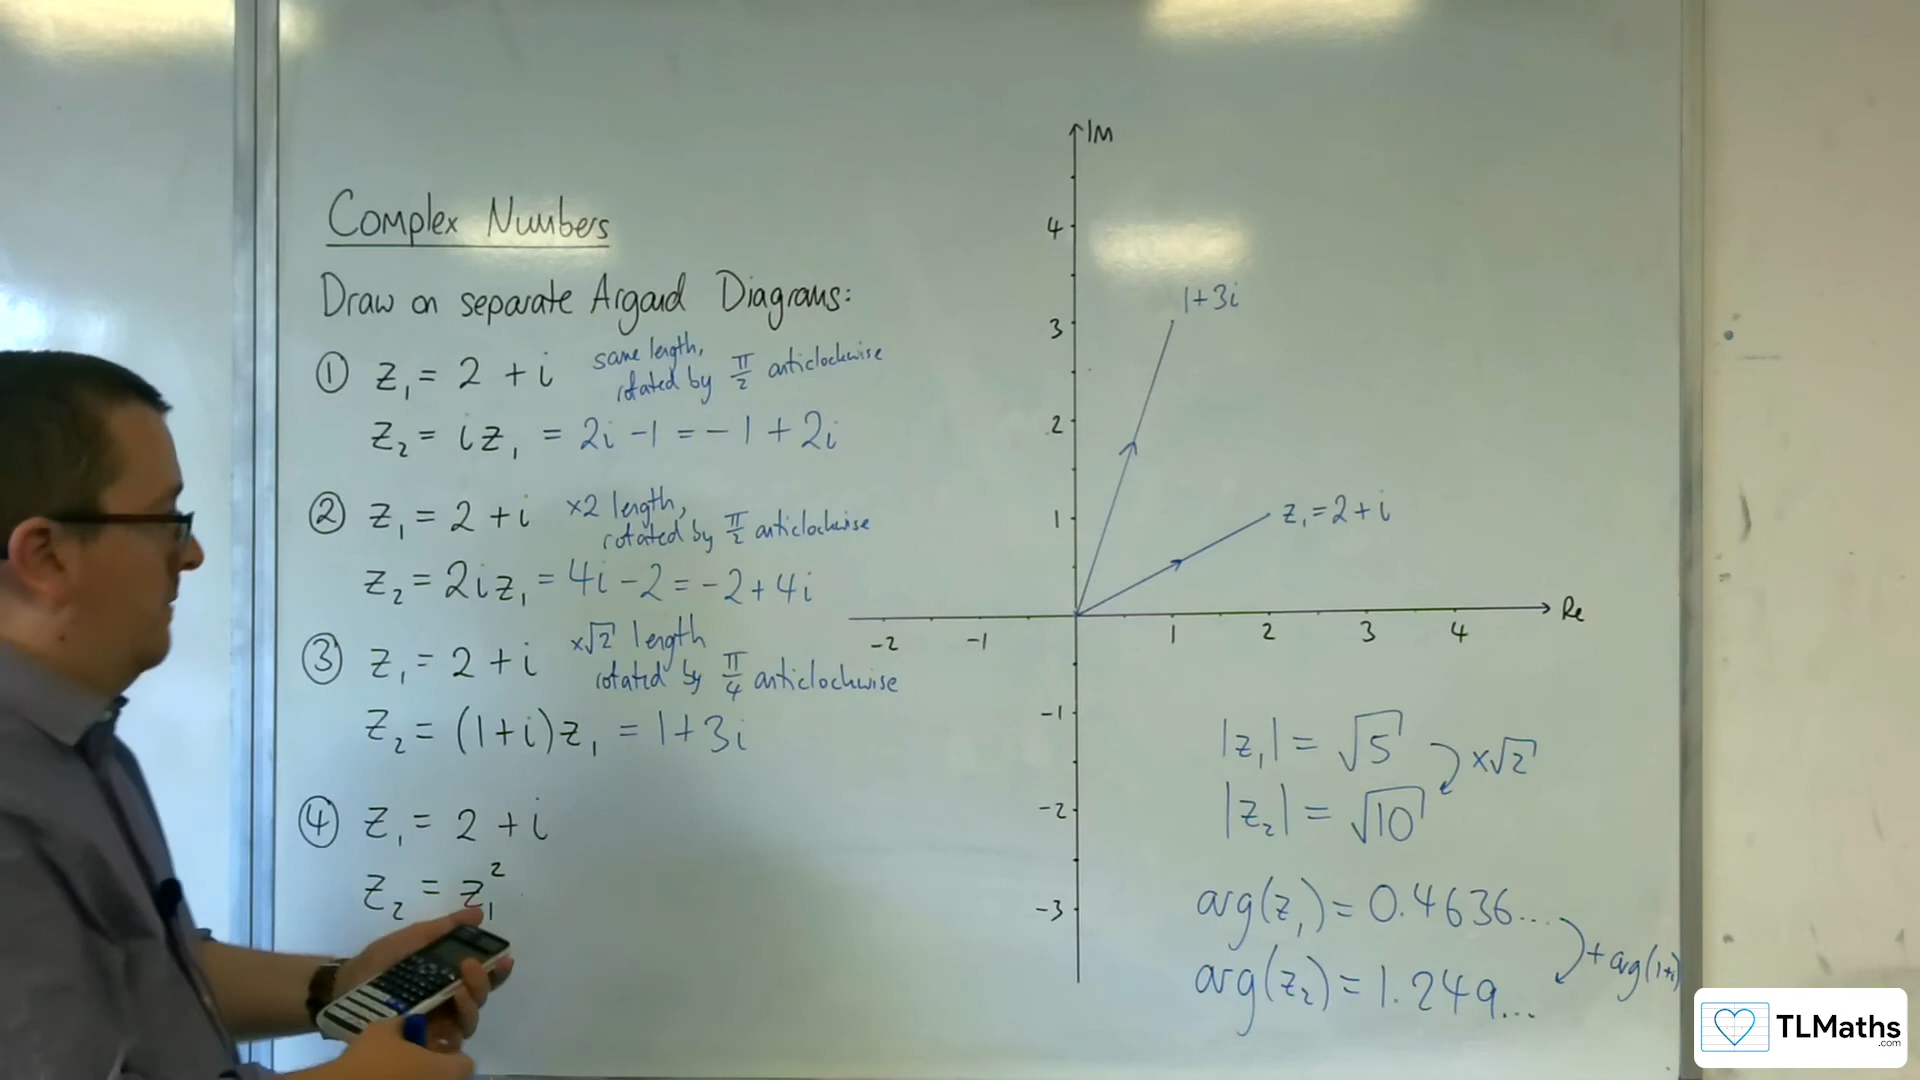 Complex Numbers
Draw on separate Argand Diagrams:
① z₁ = 2 + i
same length,
rotated by π/2 anticlockwise
z₂ = iz₁ = 2i - 1 = -1 + 2i
② z₁ = 2 + i
×2 length,
rotated by π/2 anticlockwise
z₂ = 2iz₁ = 4i - 2 = -2 + 4i
③ z₁ = 2 + i
×√2 length
rotated by π/4 anticlockwise
z₂ = (1+i)z₁ = 1 + 3i
④ z₁ = 2 + i
z₂ = z₁²
Im
4
3
2
1
-1
-2
-3
-2 -1 1 2 3 4
Re
1+3i
z₁ = 2 + i
|z₁| = √5
×√2
|z₂| = √10
arg(z₁) = 0.4636...
+ arg(1+i)
arg(z₂) = 1.249...
TLMaths
.com